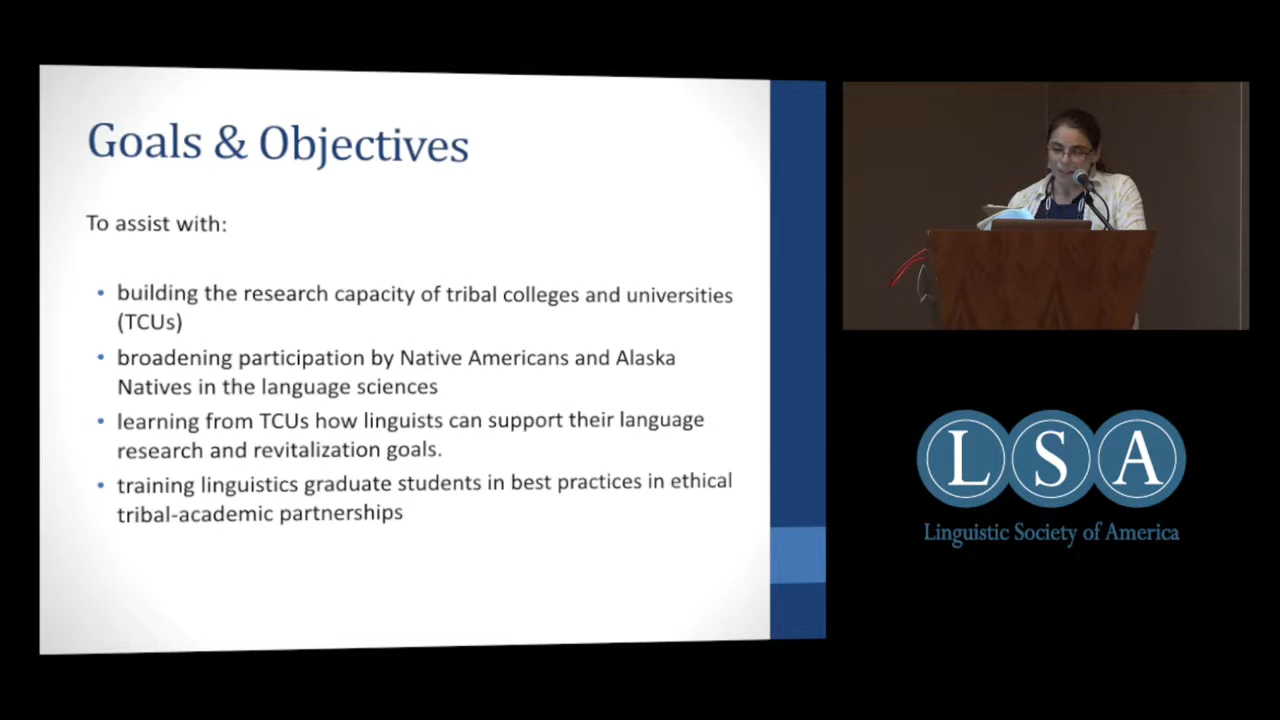 Goals & Objectives
To assist with:
• building the research capacity of tribal colleges and universities
(TCUs)
• broadening participation by Native Americans and Alaska
Natives in the language sciences
• learning from TCUs how linguists can support their language
research and revitalization goals.
• training linguistics graduate students in best practices in ethical
tribal-academic partnerships
LSA
Linguistic Society of America